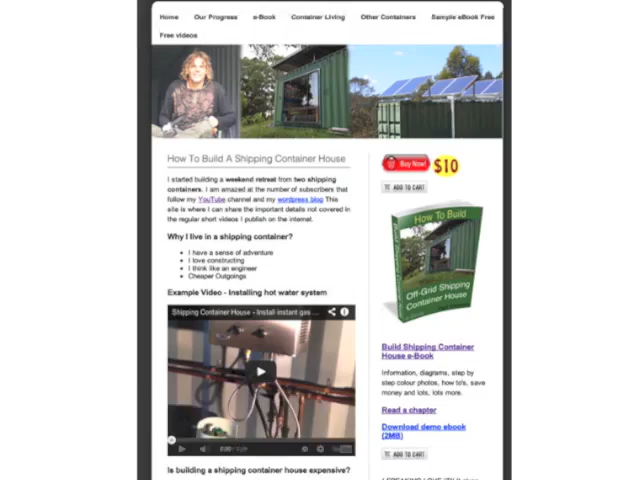 Home Our Progress e-Book Container Living Other Containers Sample eBook Free
Free videos
How To Build A Shipping Container House
I started building a weekend retreat from two shipping
containers. I am amazed at the number of subscribers that
follow my YouTube channel and my wordpress blog This
site is where I can share the important details not covered in
the regular short videos I publish on the internet.
Why I live in a shipping container?
I have a sense of adventure
I love constructing
I think like an engineer
Cheaper Outgoings
Example Video - Installing hot water system
Shipping Container House - Install instant gas ...
Is building a shipping container house expensive?
Buy Now! $10
ADD TO CART
How To Build
Off-Grid Shipping
Container House
Build Shipping Container
House e-Book
Information, diagrams, step by
step colour photos, how to's, save
money and lots, lots more.
Read a chapter
Download demo ebook
(2MB)
ADD TO CART